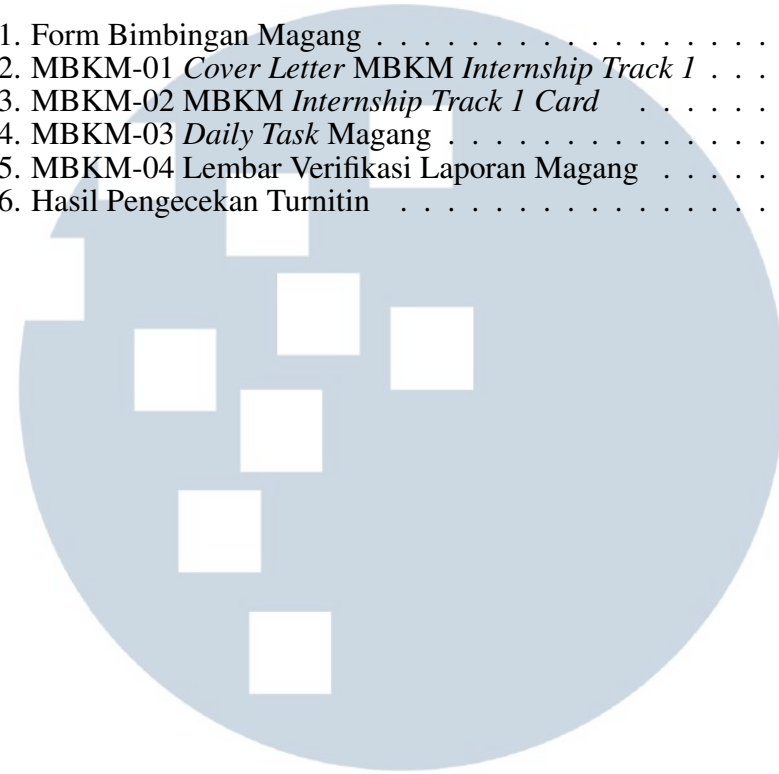 1. Form Bimbingan Magang . . . . . . . . . . . . . . . . .
2. MBKM-01 Cover Letter MBKM Internship Track 1 . . .
3. MBKM-02 MBKM Internship Track 1 Card . . . . . .
4. MBKM-03 Daily Task Magang . . . . . . . . . . . . . .
5. MBKM-04 Lembar Verifikasi Laporan Magang . . . . .
6. Hasil Pengecekan Turnitin . . . . . . . . . . . . . . . .